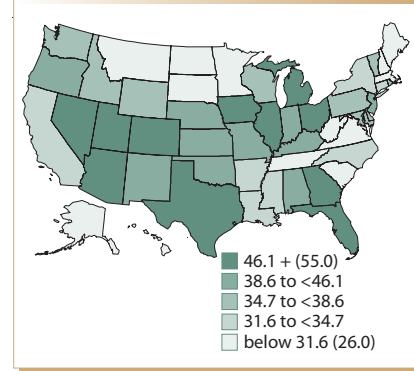 46.1 + (55.0)
38.6 to <46.1
34.7 to <38.6
31.6 to <34.7
below 31.6 (26.0)